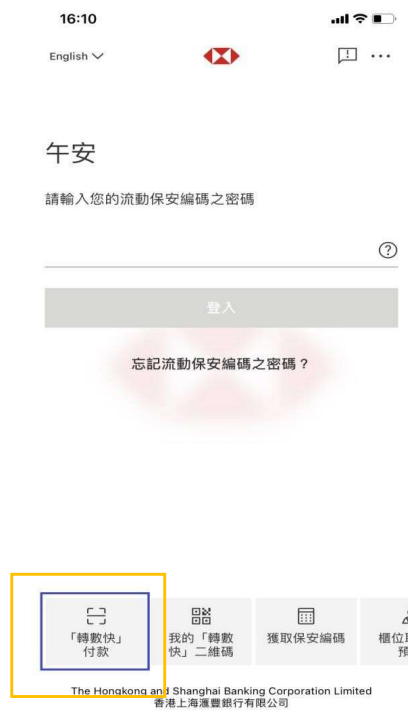 16:10
English
午安
請輸入您的流動保安編碼之密碼
登入
忘記流動保安編碼之密碼？
「轉數快」
付款
我的「轉數
快」二維碼
獲取保安編碼
櫃位
預
The Hongkong and Shanghai Banking Corporation Limited
香港上海滙豐銀行有限公司